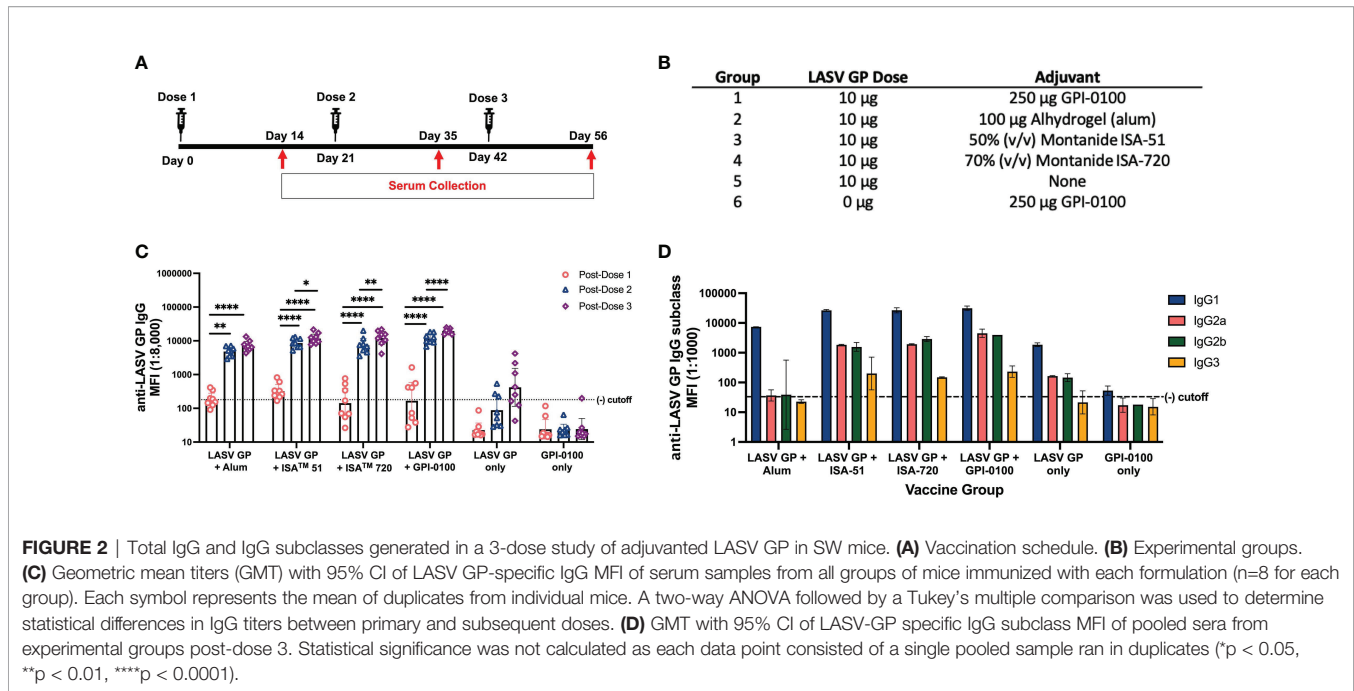 A
Dose 1 Dose 2 Dose 3
Day 14 Day 35 Day 56
Day 0 Day 21 Day 42
Serum Collection
B
Group LASV GP Dose Adjuvant
1 10 µg 250 µg GPI-0100
2 10 µg 100 µg Alhydrogel (alum)
3 10 µg 50% (v/v) Montanide ISA-51
4 10 µg 70% (v/v) Montanide ISA-720
5 10 µg None
6 0 µg 250 µg GPI-0100
C
anti-LASV GP IgG
MFI (1:8,000)
1000000
100000
10000
1000
100
10
**
****
****
****
*
****
****
**
****
****
****
Post-Dose 1
Post-Dose 2
Post-Dose 3
(-) cutoff
LASV GP
+ Alum
LASV GP
+ ISA™ 51
LASV GP
+ ISA™ 720
LASV GP
+ GPI-0100
LASV GP
only
GPI-0100
only
D
anti-LASV GP IgG subclass
MFI (1:1000)
100000
10000
1000
100
10
1
IgG1
IgG2a
IgG2b
IgG3
(-) cutoff
LASV GP +
Alum
LASV GP +
ISA-51
LASV GP +
ISA-720
LASV GP +
GPI-0100
LASV GP
only
GPI-0100
only
Vaccine Group
FIGURE 2 | Total IgG and IgG subclasses generated in a 3-dose study of adjuvanted LASV GP in SW mice. (A) Vaccination schedule. (B) Experimental groups.
(C) Geometric mean titers (GMT) with 95% CI of LASV GP-specific IgG MFI of serum samples from all groups of mice immunized with each formulation (n=8 for each
group). Each symbol represents the mean of duplicates from individual mice. A two-way ANOVA followed by a Tukey's multiple comparison was used to determine
statistical differences in IgG titers between primary and subsequent doses. (D) GMT with 95% CI of LASV-GP specific IgG subclass MFI of pooled sera from
experimental groups post-dose 3. Statistical significance was not calculated as each data point consisted of a single pooled sample ran in duplicates (*p < 0.05,
**p < 0.01, ****p < 0.0001).